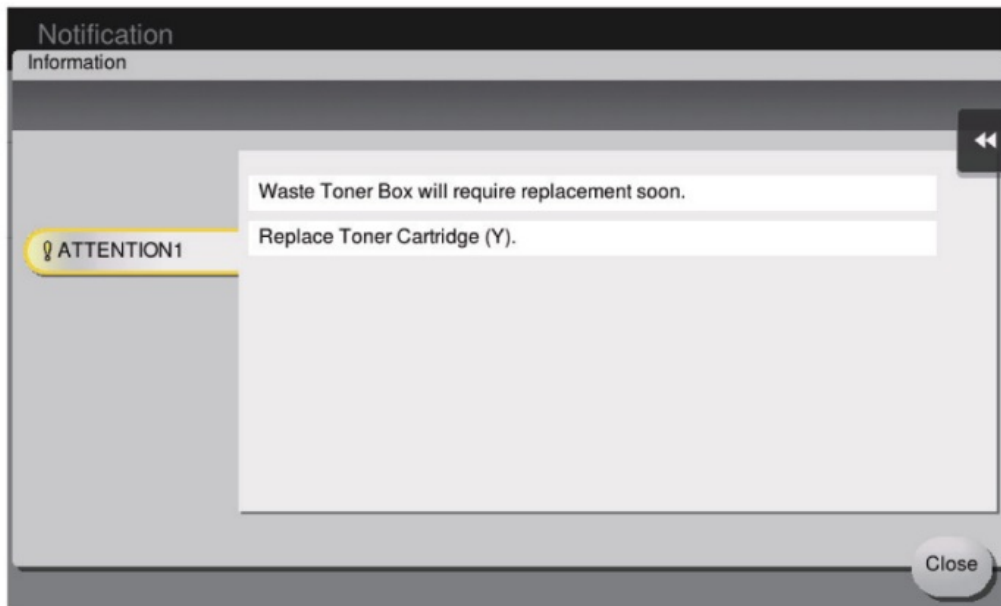 Notification
Information
Waste Toner Box will require replacement soon.
Replace Toner Cartridge (Y).
ATTENTION1
Close